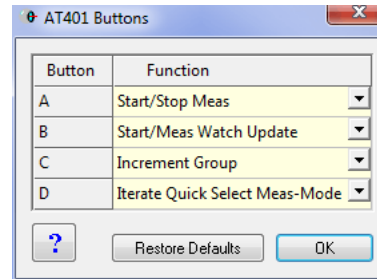 AT401 Buttons
Button Function
A Start/Stop Meas
B Start/Meas Watch Update
C Increment Group
D Iterate Quick Select Meas-Mode
? Restore Defaults OK